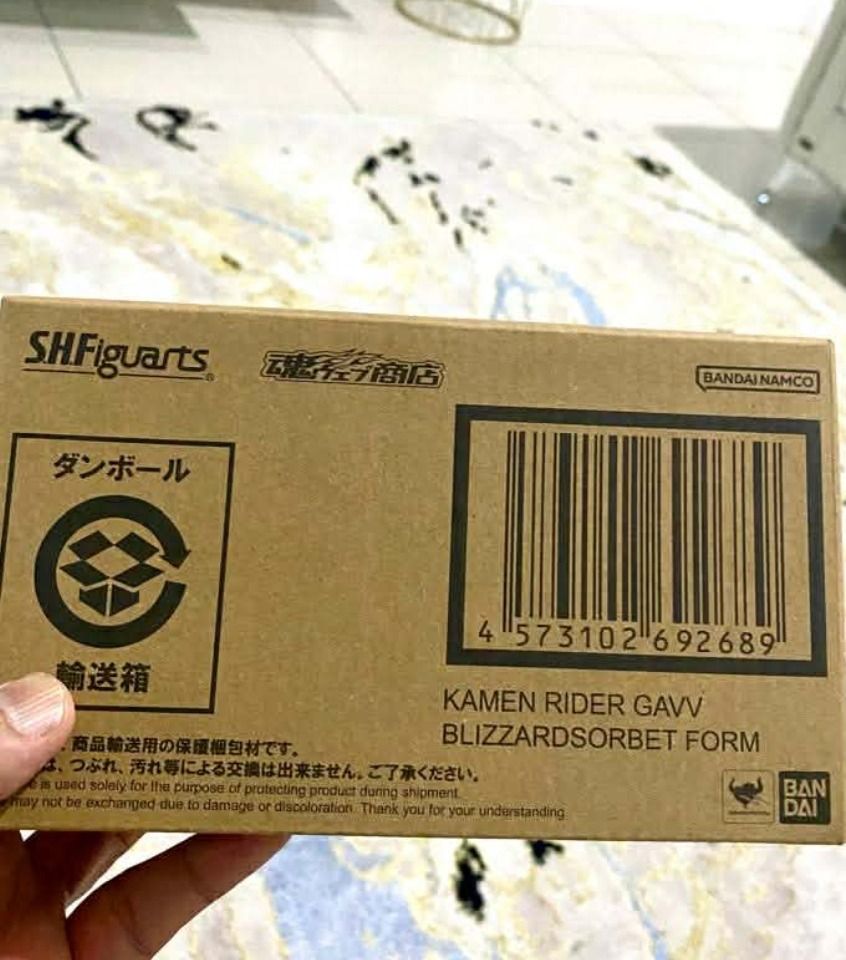 S.H.Figuarts®
魂ウェブ商店
BANDAI NAMCO
ダンボール
輸送箱
4 573102 692689
KAMEN RIDER GAVV
BLIZZARDSORBET FORM
商品輸送用の保護梱包材です。
は、つぶれ、汚れ等による交換は出来ません。ご了承ください。
is used solely for the purpose of protecting product during shipment.
may not be exchanged due to damage or discoloration. Thank you for your understanding
BAN
DAI